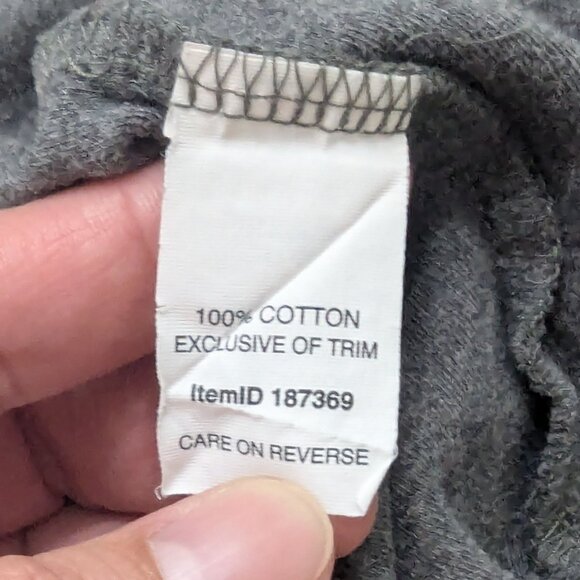 100% COTTON
EXCLUSIVE OF TRIM
ItemID 187369
CARE ON REVERSE